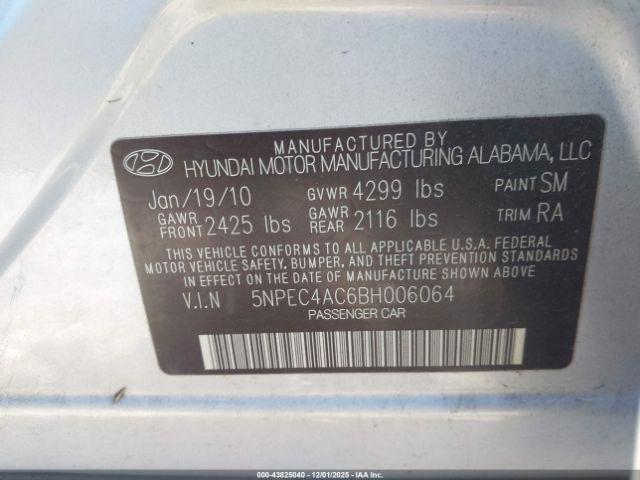 MANUFACTURED BY
HYUNDAI MOTOR MANUFACTURING ALABAMA, LLC
Jan/19/10 GVWR 4299 lbs PAINT SM
GAWR FRONT 2425 lbs GAWR REAR 2116 lbs TRIM RA
THIS VEHICLE CONFORMS TO ALL APPLICABLE U.S.A. FEDERAL
MOTOR VEHICLE SAFETY, BUMPER, AND THEFT PREVENTION
STANDARDS IN EFFECT ON THE DATE OF MANUFACTURE SHOWN ABOVE.
V.I.N 5NPEC4AC6BH006064
PASSENGER CAR
000-43825040 - 12/01/2025 - IAAI.COM